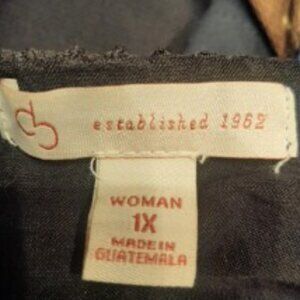 established 1962
WOMAN
1X
MADE IN
GUATEMALA